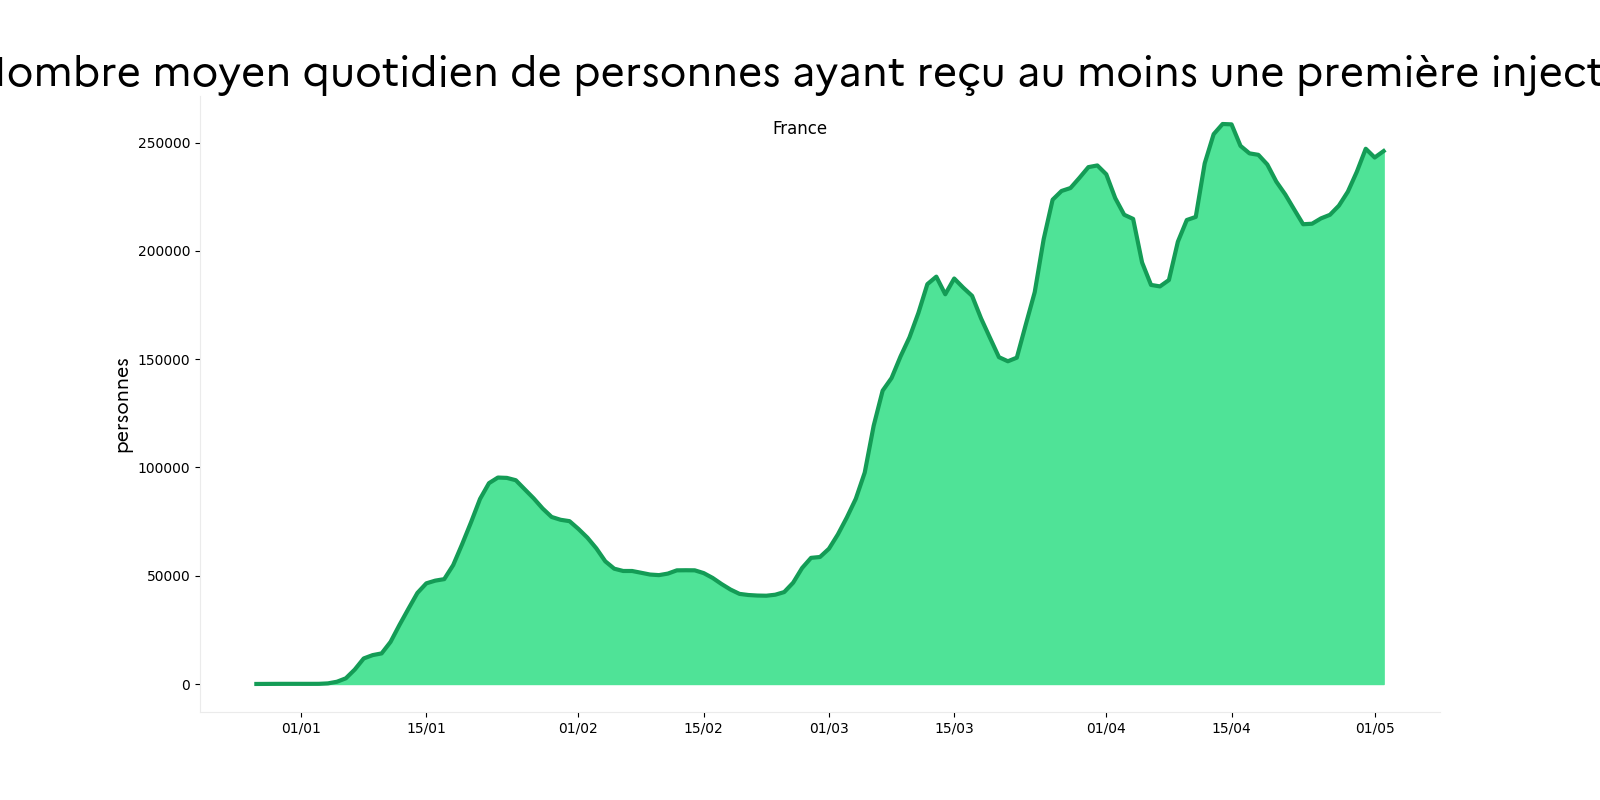 ombre moyen quotidien de personnes ayant reçu au moins une première inject
France
personnes
250000
200000
150000
100000
50000
0
01/01 15/01 01/02 15/02 01/03 15/03 01/04 15/04 01/05